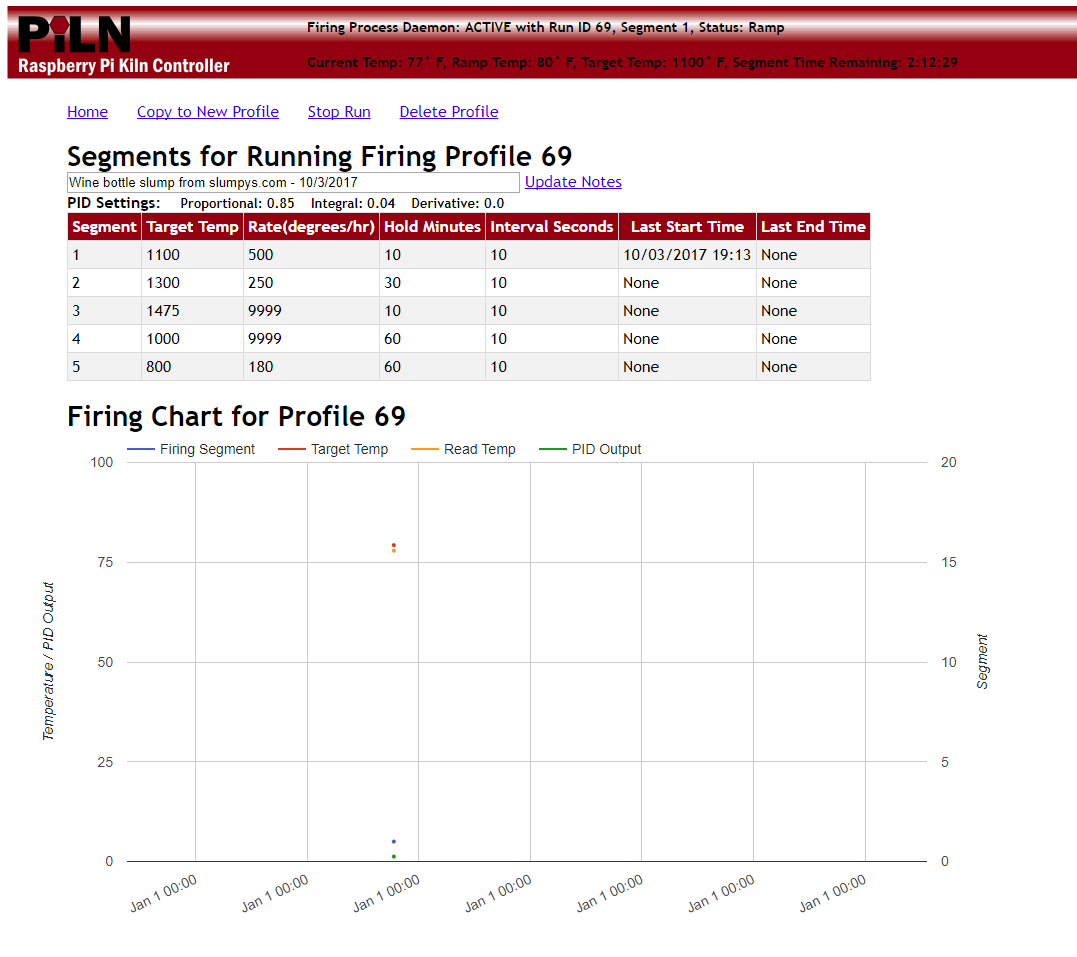 PiLN
Raspberry Pi Kiln Controller
Firing Process Daemon: ACTIVE with Run ID 69, Segment 1, Status: Ramp
Current Temp: 77° F, Ramp Temp: 80° F, Target Temp: 1100° F, Segment Time Remaining: 2:12:29
Home Copy to New Profile Stop Run Delete Profile
Segments for Running Firing Profile 69
Wine bottle slump from slumpys.com - 10/3/2017 Update Notes
PID Settings: Proportional: 0.85 Integral: 0.04 Derivative: 0.0
Segment Target Temp Rate(degrees/hr) Hold Minutes Interval Seconds Last Start Time Last End Time
1 1100 500 10 10 10/03/2017 19:13 None
2 1300 250 30 10 None None
3 1475 9999 10 10 None None
4 1000 9999 60 10 None None
5 800 180 60 10 None None
Firing Chart for Profile 69
Firing Segment Target Temp Read Temp PID Output
100 20
75 15
50 10
25 5
0 0
Temperature / PID Output
Segment
Jan 1 00:00 Jan 1 00:00 Jan 1 00:00 Jan 1 00:00 Jan 1 00:00 Jan 1 00:00 Jan 1 00:00